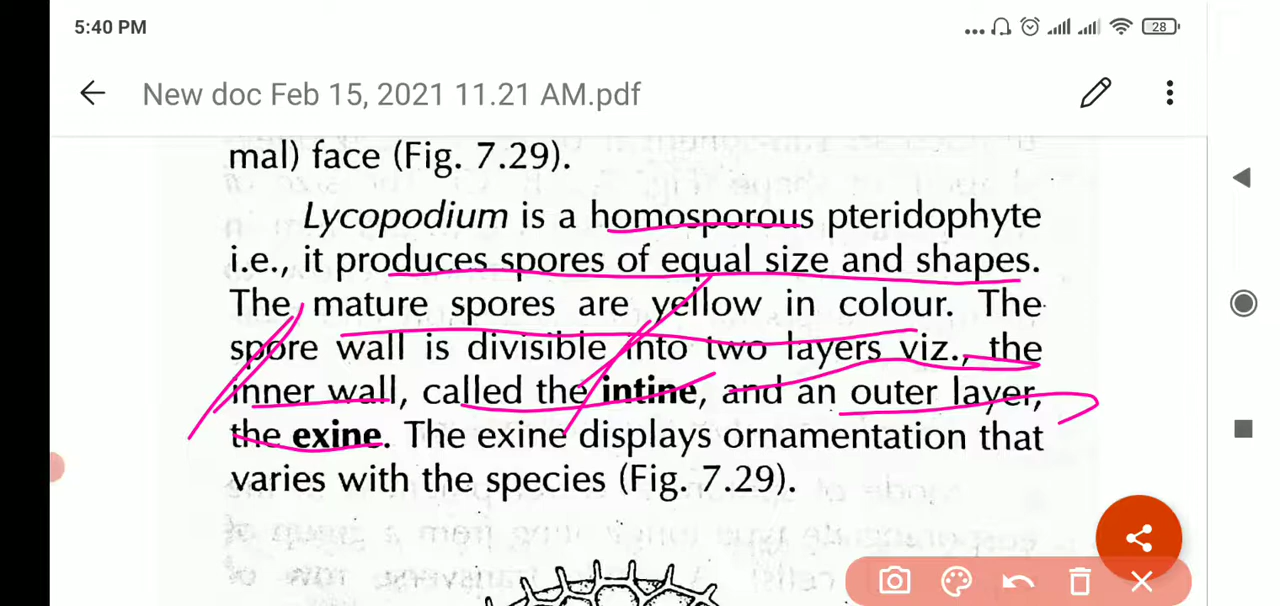 5:40 PM
28
New doc Feb 15, 2021 11.21 AM.pdf
mal) face (Fig. 7.29).
Lycopodium is a homosporous pteridophyte
i.e., it produces spores of equal size and shapes.
The mature spores are yellow in colour. The
spore wall is divisible into two layers viz., the
inner wall, called the intine, and an outer layer,
the exine. The exine displays ornamentation that
varies with the species (Fig. 7.29).